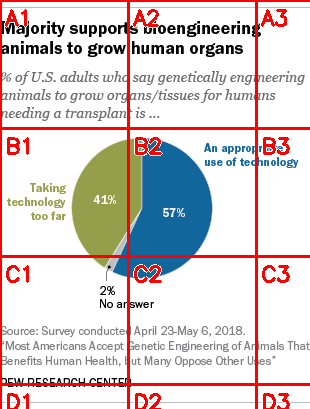 A1 A2 A3
Majority supports bioengineering
animals to grow human organs
% of U.S. adults who say genetically engineering
animals to grow organs/tissues for humans
needing a transplant is ...
B1 B2 B3
An appropriate
use of technology
Taking
technology
too far
41%
57%
C1 C2 C3
2%
No answer
Source: Survey conducted April 23-May 6, 2018.
"Most Americans Accept Genetic Engineering of Animals That
Benefits Human Health, but Many Oppose Other Uses"
PEW RESEARCH CENTER
D1 D2 D3